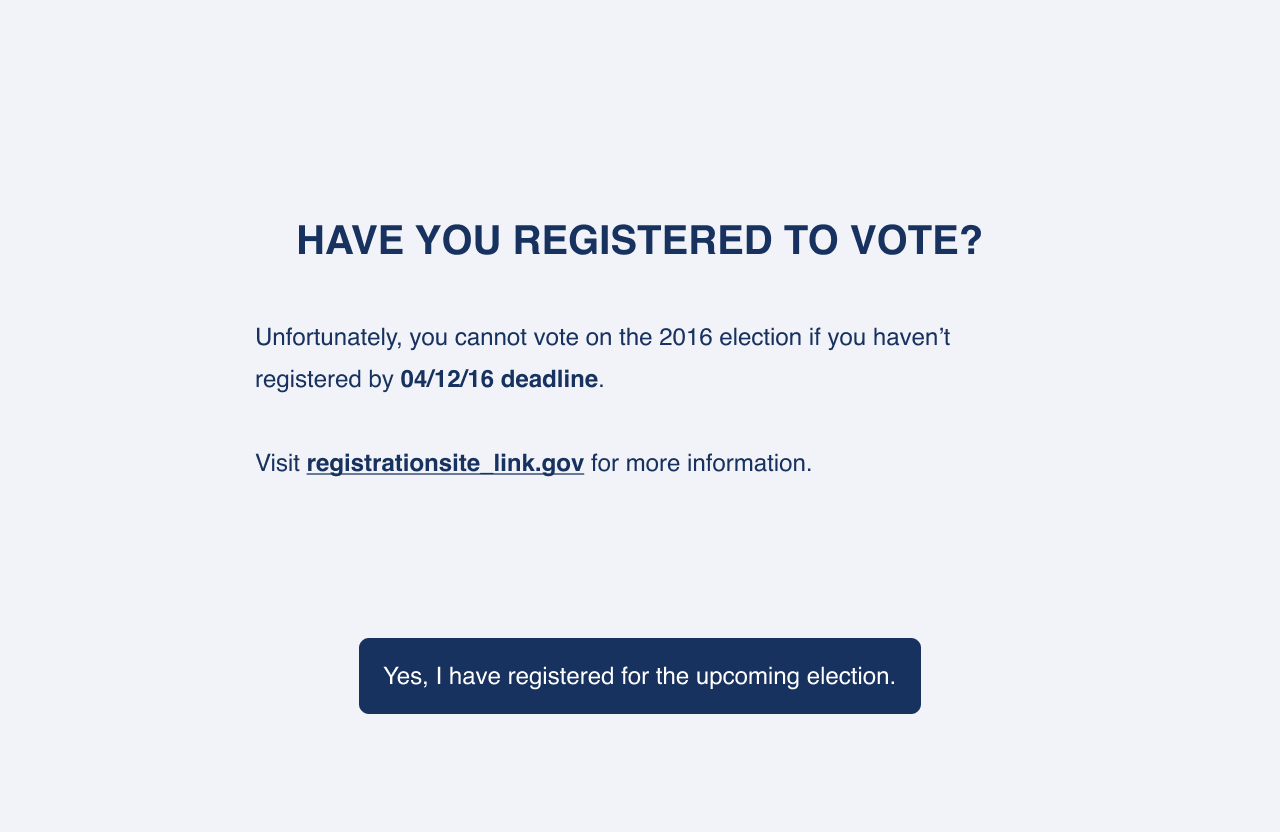 HAVE YOU REGISTERED TO VOTE?
Unfortunately, you cannot vote on the 2016 election if you haven’t
registered by 04/12/16 deadline.
Visit registrationsite_link.gov for more information.
Yes, I have registered for the upcoming election.